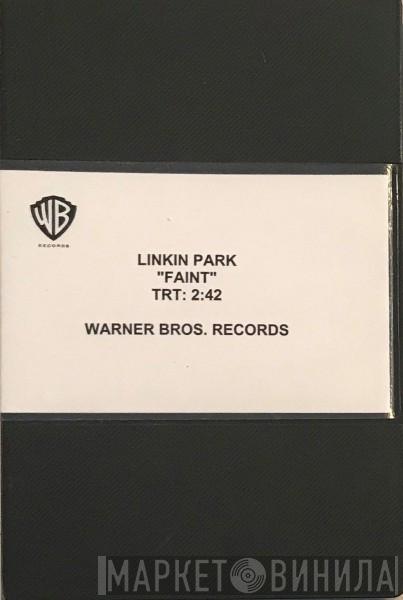 WB
RECORDS
LINKIN PARK
"FAINT"
TRT: 2:42
WARNER BROS. RECORDS
МАРКЕТ ВИНИЛА